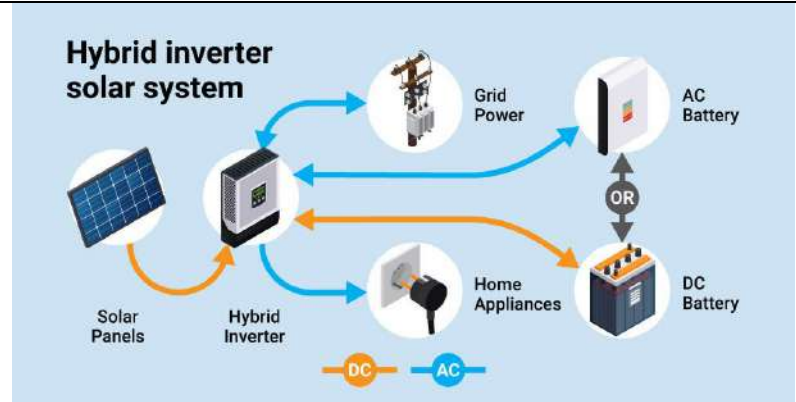 Hybrid inverter
solar system
Grid
Power
AC
Battery
OR
Solar
Panels
Hybrid
Inverter
Home
Appliances
DC
Battery
DC
AC